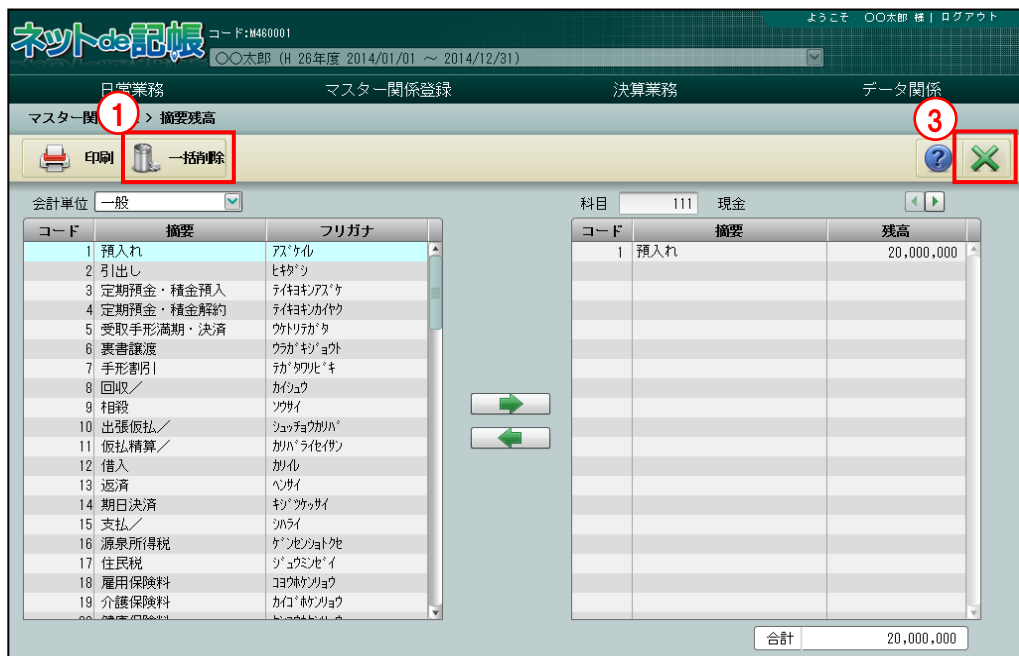 ようこそ 〇〇太郎 様 | ログアウト
ネットde記帳 コード:M460001
〇〇太郎 (H 26年度 2014/01/01 ～ 2014/12/31)
日常業務 マスター関係登録 決算業務 データ関係
マスター関 > 摘要残高
1 3
印刷 一括削除 ?
会計単位 一般 科目 111 現金
コード 摘要 フリガナ コード 摘要 残高
1 預入れ ｱｽﾞｹｲﾚ 1 預入れ 20,000,000
2 引出し ﾋｷﾀﾞｼ
3 定期預金・積金預入 ﾃｲｷﾖｷﾝｱｽﾞｹ
4 定期預金・積金解約 ﾃｲｷﾖｷﾝｶｲﾔｸ
5 受取手形満期・決済 ｳｹﾄﾘﾃｶﾞﾀ
6 裏書譲渡 ｳﾗｶﾞｷｼﾞｮｳﾄ
7 手形割引 ﾃｶﾞﾀﾜﾘﾋﾞｷ
8 回収／ ｶｲｼｭｳ
9 相殺 ｿｳｻｲ
10 出張仮払／ ｼｭｯﾁｮｳｶﾘﾊﾞ
11 仮払精算／ ｶﾘﾊﾞﾗｲｾｲｻﾝ
12 借入 ｶﾘｲﾚ
13 返済 ﾍﾝｻｲ
14 期日決済 ｷｼﾞﾂｹｯｻｲ
15 支払／ ｼﾊﾗｲ
16 源泉所得税 ｹﾞﾝｾﾝｼｮﾄｸｾ
17 住民税 ｼﾞｭｳﾐﾝｾﾞｲ
18 雇用保険料 ｺﾖｳﾎｹﾝﾘｮｳ
19 介護保険料 ｶｲｺﾞﾎｹﾝﾘｮｳ
合計 20,000,000